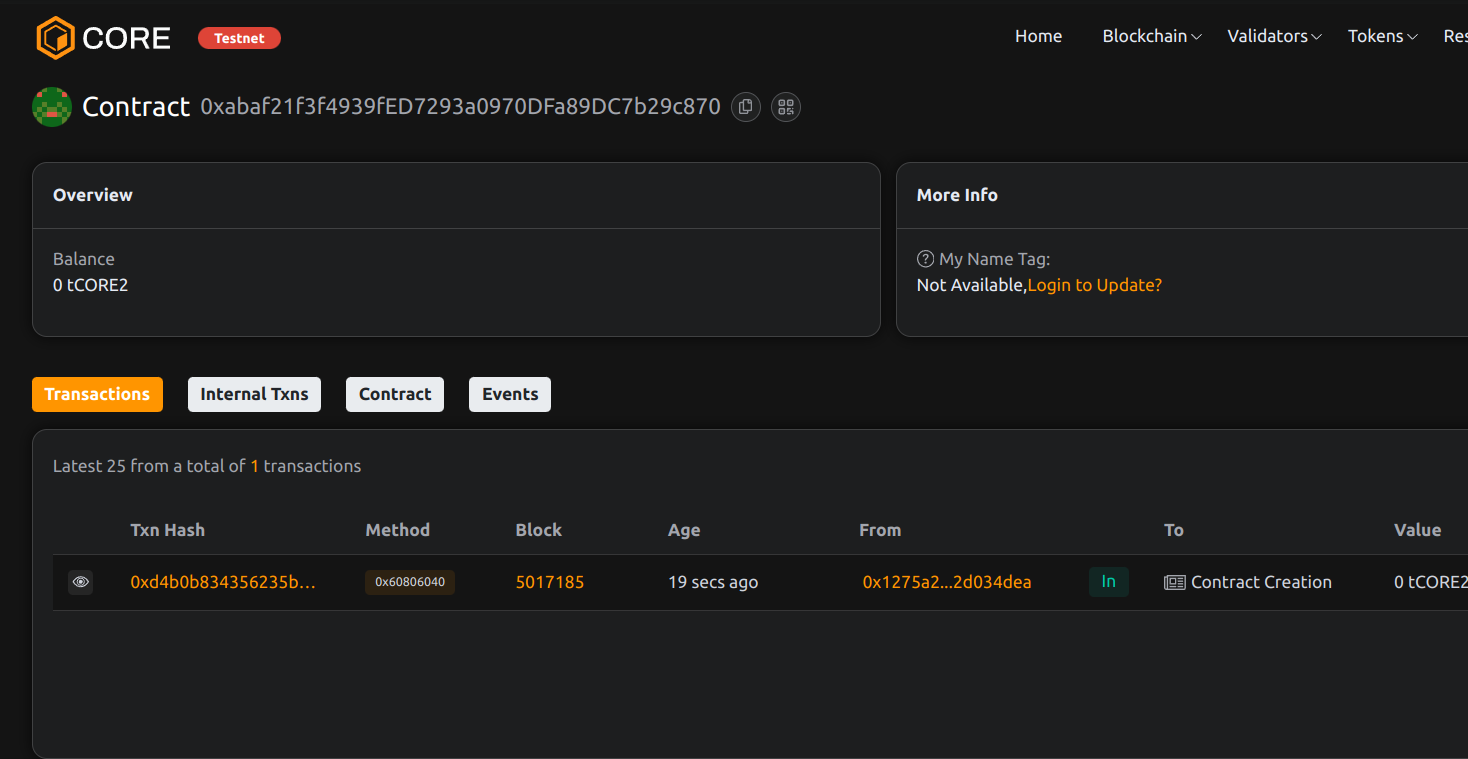 CORE Testnet Home Blockchain Validators Tokens Res
Contract 0xabaf21f3f4939fED7293a0970DFa89DC7b29c870
Overview
Balance
0 tCORE2
More Info
My Name Tag:
Not Available,Login to Update?
Transactions Internal Txns Contract Events
Latest 25 from a total of 1 transactions
Txn Hash Method Block Age From To Value
0xd4b0b834356235b... 0x60806040 5017185 19 secs ago 0x1275a2...2d034dea In Contract Creation 0 tCORE2